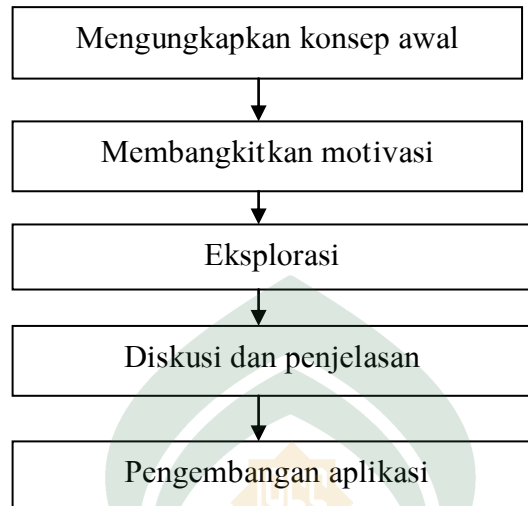 Mengungkapkan konsep awal
Membangkitkan motivasi
Eksplorasi
Diskusi dan penjelasan
Pengembangan aplikasi